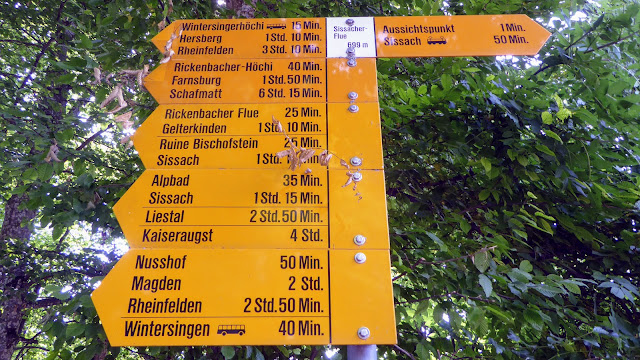 Wintersingerhöchi 15 Min.
Hersberg 1 Std. 10 Min.
Rheinfelden 3 Std. 10 Min.
Sissacher-
Flue
699 m
Aussichtspunkt 1 Min.
Sissach 50 Min.
Rickenbacher-Höchi 40 Min.
Farnsburg 1 Std. 50 Min.
Schafmatt 6 Std. 15 Min.
Rickenbacher Flue 25 Min.
Gelterkinden 1 Std. 10 Min.
Ruine Bischofstein 25 Min.
Sissach 1 Std. Min.
Alpbad 35 Min.
Sissach 1 Std. 15 Min.
Liestal 2 Std. 50 Min.
Kaiseraugst 4 Std.
Nusshof 50 Min.
Magden 2 Std.
Rheinfelden 2 Std. 50 Min.
Wintersingen 40 Min.